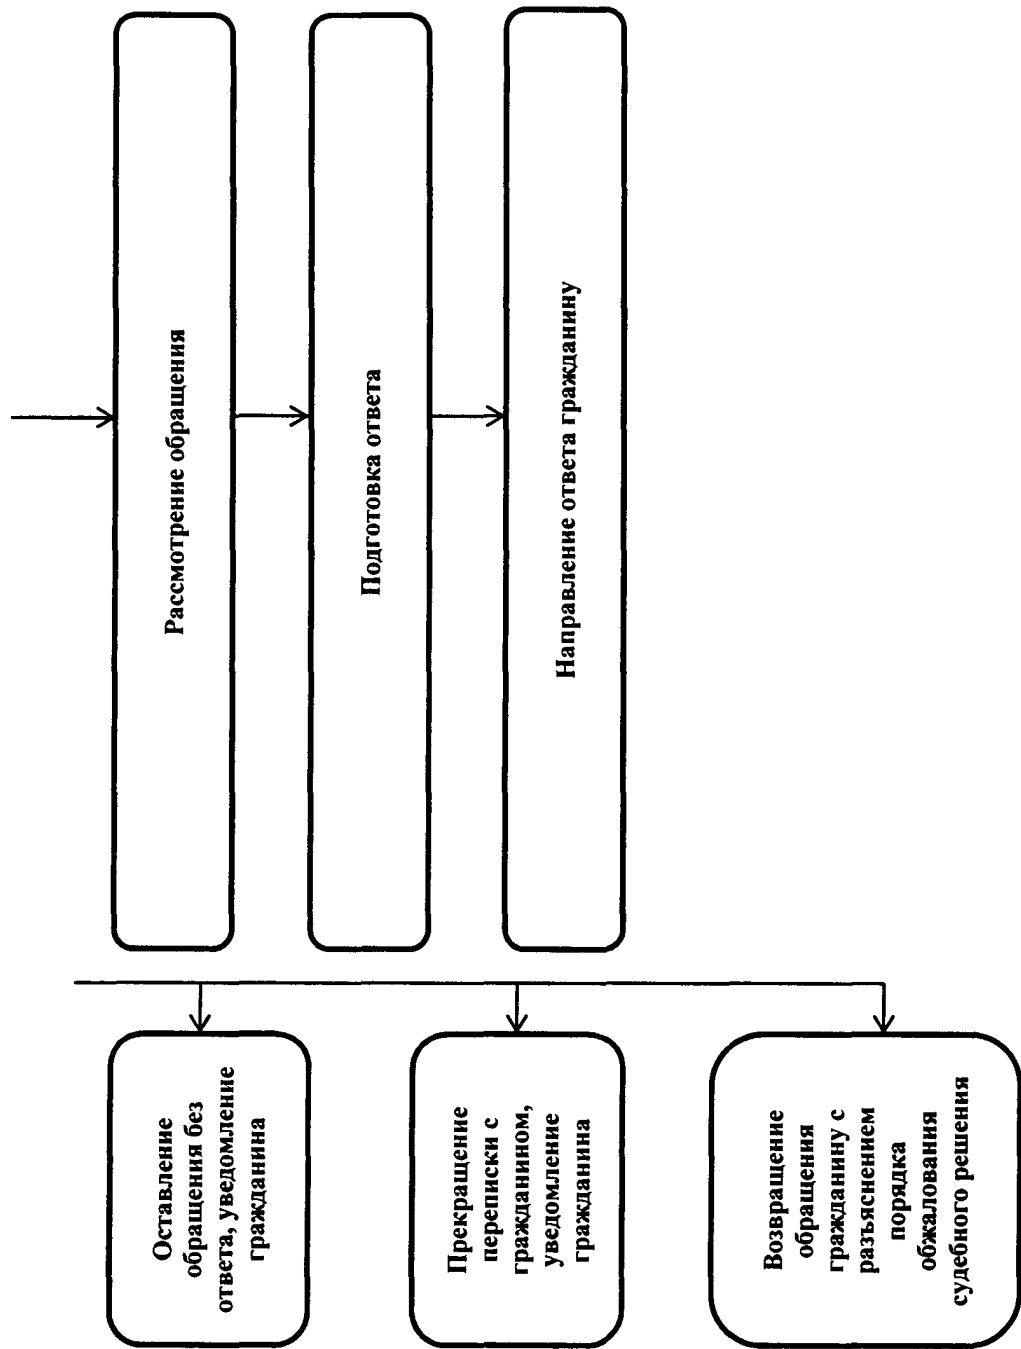 Рассмотрение обращения
Подготовка ответа
Направление ответа гражданину
Оставление
обращения без
ответа, уведомление
гражданина
Прекращение
переписки с
гражданином,
уведомление
гражданина
Возвращение
обращения
гражданину с
разъяснением
порядка
обжалования
судебного решения